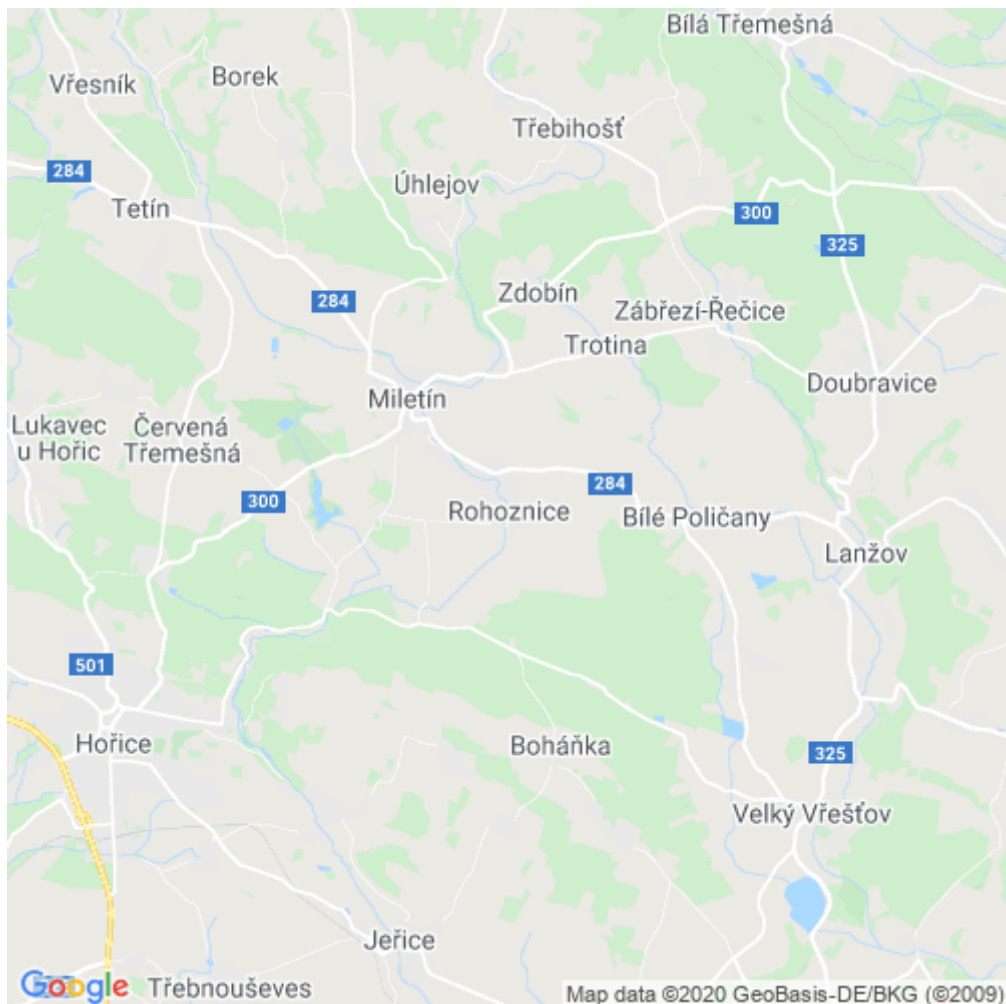 Bílá Třemešná
Vřesník
Borek
Třebihošť
284
Úhlejov
Tetín
300
325
284
Zdobín
Zábřezí-Řečice
Trotina
Doubravice
Miletín
Lukavec
u Hořic
Červená
Třemešná
300
284
Rohoznice
Bílé Poličany
Lanžov
501
Hořice
Boháňka
325
Velký Vřešťov
Jeřice
Google
Třebnouševes
Map data ©2020 GeoBasis-DE/BKG (©2009)